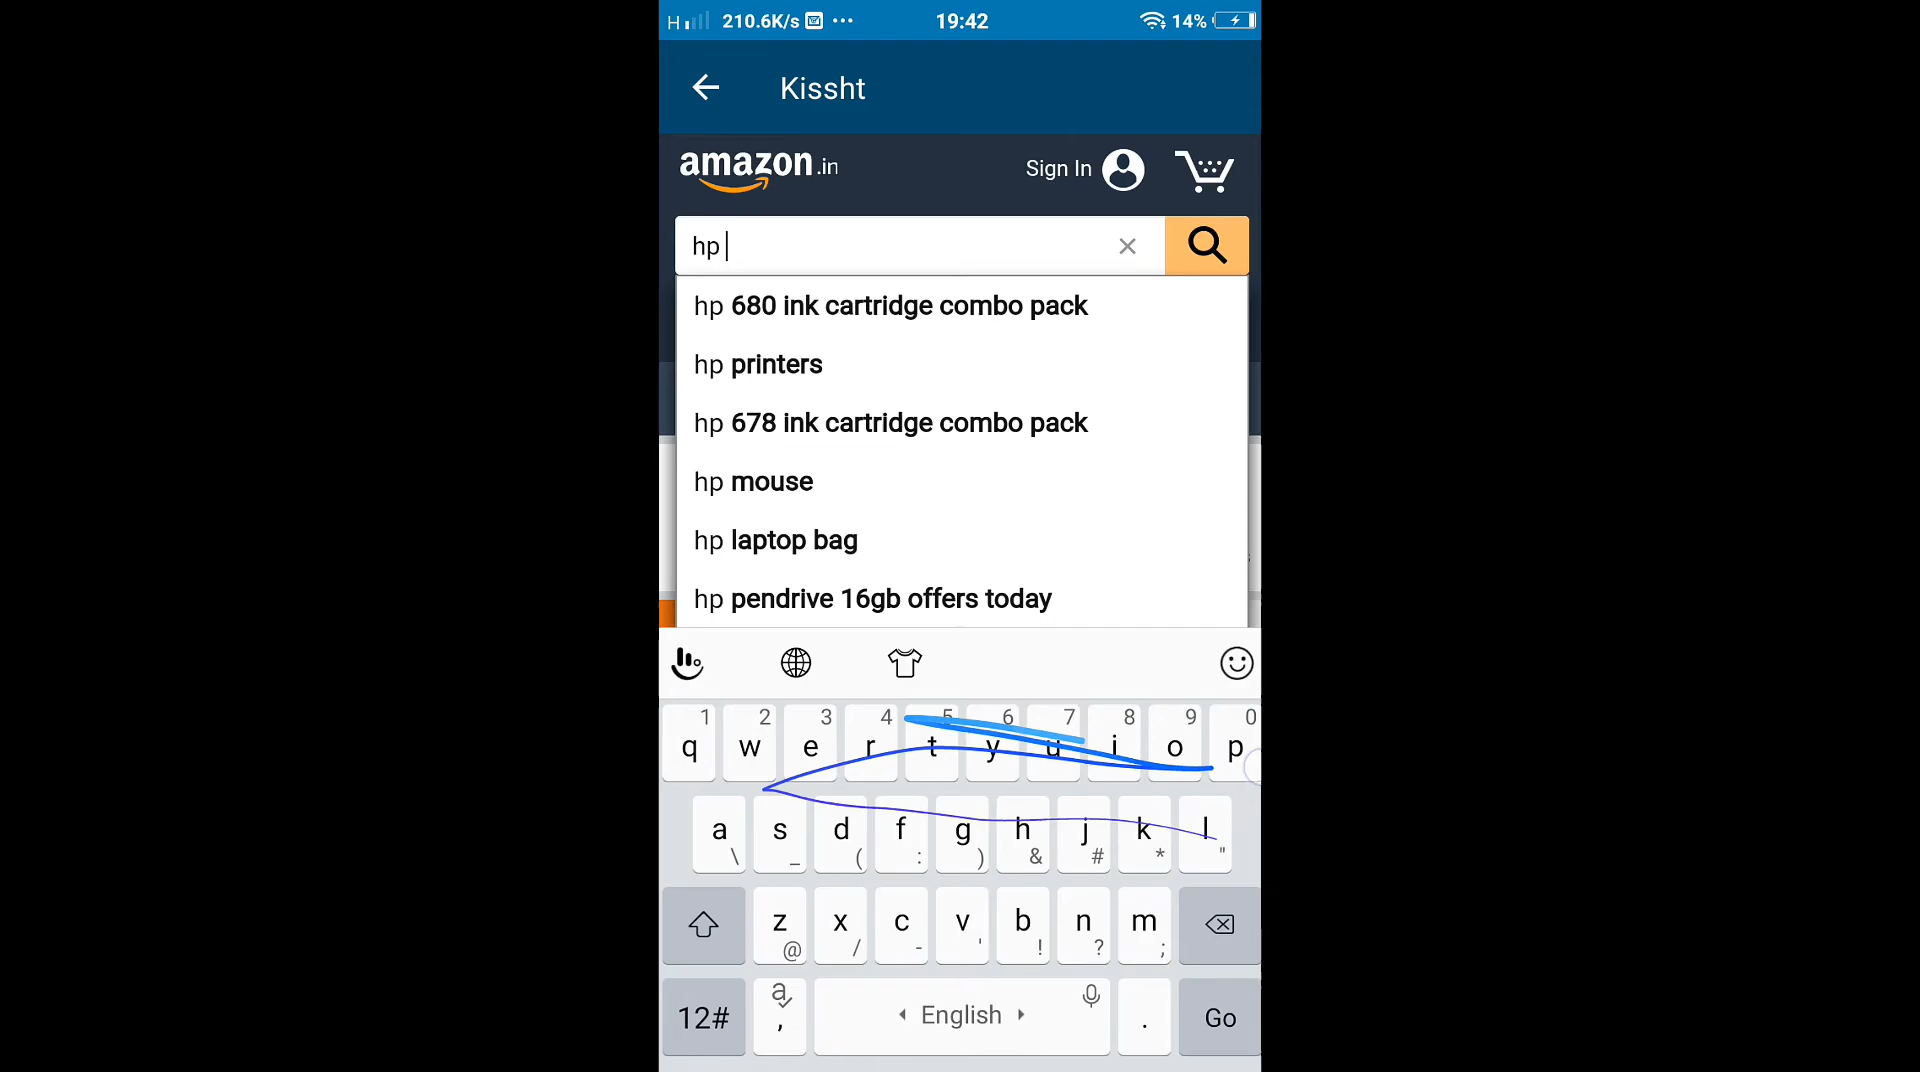 H 210.6K/s ... 19:42 14%
Kissht
amazon.in Sign In
hp
hp 680 ink cartridge combo pack
hp printers
hp 678 ink cartridge combo pack
hp mouse
hp laptop bag
hp pendrive 16gb offers today
1 2 3 4 5 6 7 8 9 0
q w e r t y u i o p
a s d f g h j k l
\ _ ( : ) & # * "
z x c v b n m
@ / - ' ! ? ;
a
12# , English . Go